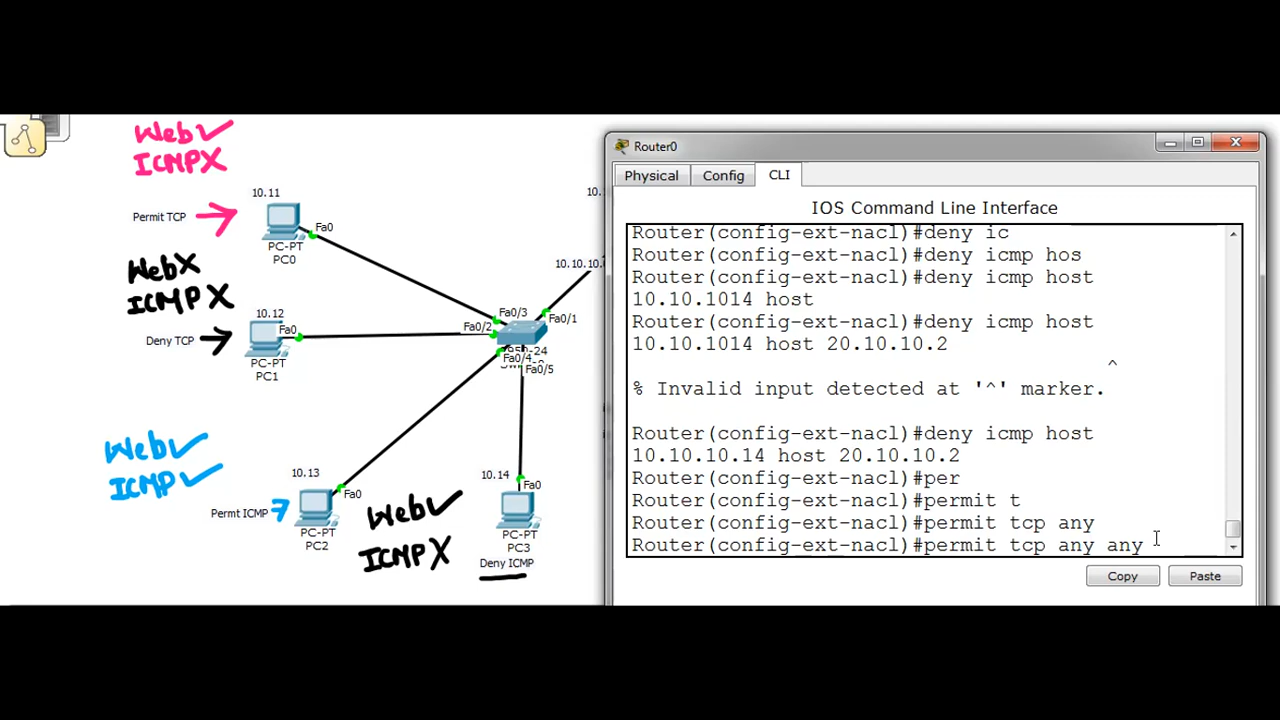 Web✓
ICMPX
10.11
Permit TCP
Fa0
PC-PT
PC0
WebX
ICMPX
10.12
Deny TCP
Fa0
PC-PT
PC1
10.10.10.
Fa0/3
Fa0/2
Fa0/1
Fa0/4
Fa0/5
Web✓
ICMP✓
10.13
Permt ICMP
Fa0
PC-PT
PC2
Web✓
ICMPX
10.14
Fa0
PC-PT
PC3
Deny ICMP
Router0
Physical Config CLI
IOS Command Line Interface
Router(config-ext-nacl)#deny ic
Router(config-ext-nacl)#deny icmp hos
Router(config-ext-nacl)#deny icmp host
10.10.1014 host
Router(config-ext-nacl)#deny icmp host
10.10.1014 host 20.10.10.2
^
% Invalid input detected at '^' marker.
Router(config-ext-nacl)#deny icmp host
10.10.10.14 host 20.10.10.2
Router(config-ext-nacl)#per
Router(config-ext-nacl)#permit t
Router(config-ext-nacl)#permit tcp any
Router(config-ext-nacl)#permit tcp any any
Copy Paste